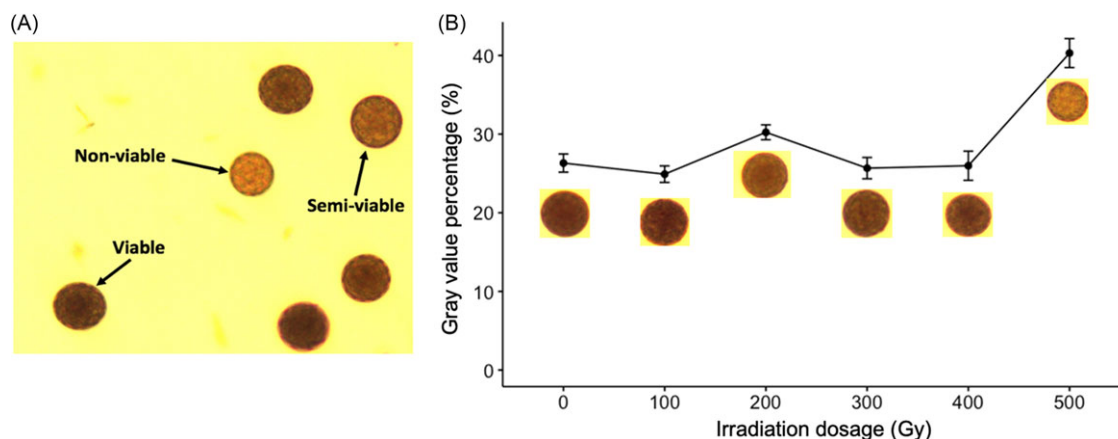 (A)
Non-viable
Semi-viable
Viable
(B)
Gray value percentage (%)
40
30
20
10
0
0 100 200 300 400 500
Irradiation dosage (Gy)